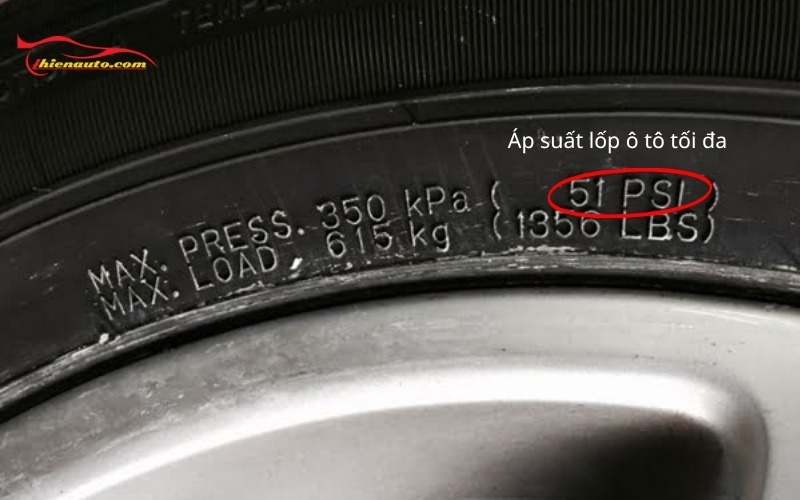 thienauto.com
Áp suất lốp ô tô tối đa
MAX. PRESS. 350 kPa ( 51 PSI )
MAX. LOAD, 615 kg (1356 LBS)